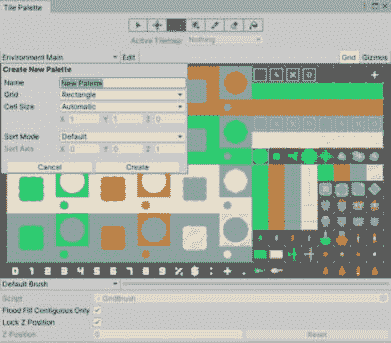 Tile Palette
Active Tilemap Nothing
Environment Main Edit Grid Gizmos
Create New Palette
Name New Palette
Grid Rectangle
Cell Size Automatic
X 1 Y 1 Z 0
Sort Mode Default
Sort Axis X 0 Y 0 Z 1
Cancel Create
0 1 2 3 4 5 6 7 8 9 % $ : + .
Default Brush
Script GridBrush
Flood Fill Contiguous Only
Lock Z Position
Z Position 0 Reset